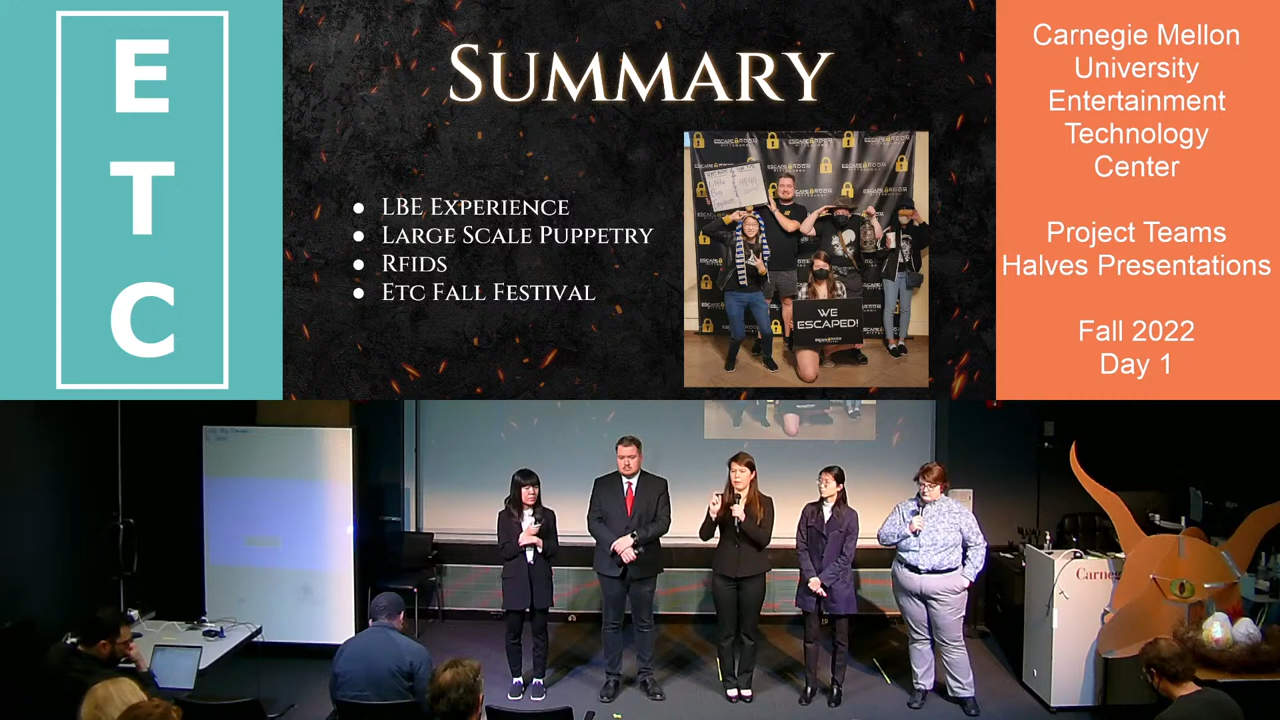 E
T
C
SUMMARY
● LBE EXPERIENCE
● LARGE SCALE PUPPETRY
● RFIDS
● ETC FALL FESTIVAL
WE
ESCAPED!
Carnegie Mellon
University
Entertainment
Technology
Center
Project Teams
Halves Presentations
Fall 2022
Day 1
Carne